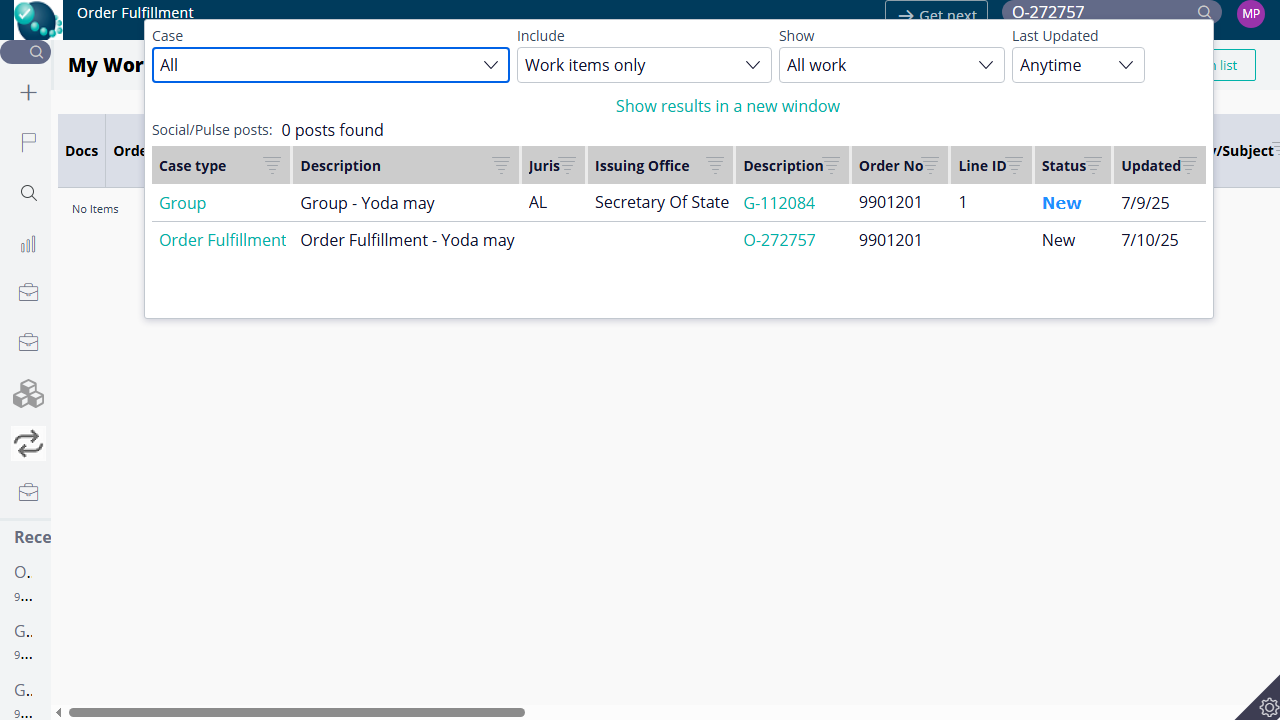 Order Fulfillment
Get next
O-272757
MP
Case
Include
Show
Last Updated
All
Work items only
All work
Anytime
My Wor
list
Show results in a new window
Social/Pulse posts: 0 posts found
Docs
Orde
y/Subject
Case type Description Juris Issuing Office Description Order No Line ID Status Updated
Group Group - Yoda may AL Secretary Of State G-112084 9901201 1 New 7/9/25
Order Fulfillment Order Fulfillment - Yoda may O-272757 9901201 New 7/10/25
No Items
Rece
O..
9...
G..
9...
G..
9...